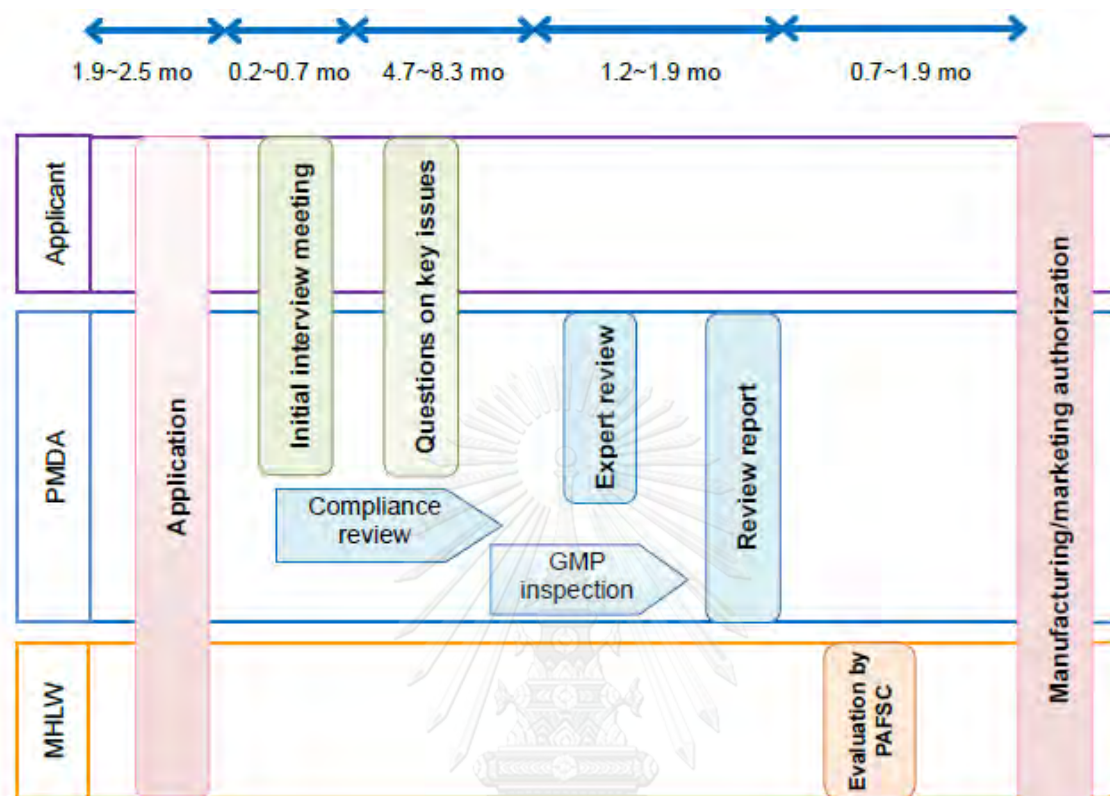 1.9~2.5 mo
0.2~0.7 mo
4.7~8.3 mo
1.2~1.9 mo
0.7~1.9 mo
Applicant
PMDA
MHLW
Application
Initial interview meeting
Questions on key issues
Compliance
review
GMP
inspection
Expert review
Review report
Evaluation by
PAFSC
Manufacturing/marketing authorization